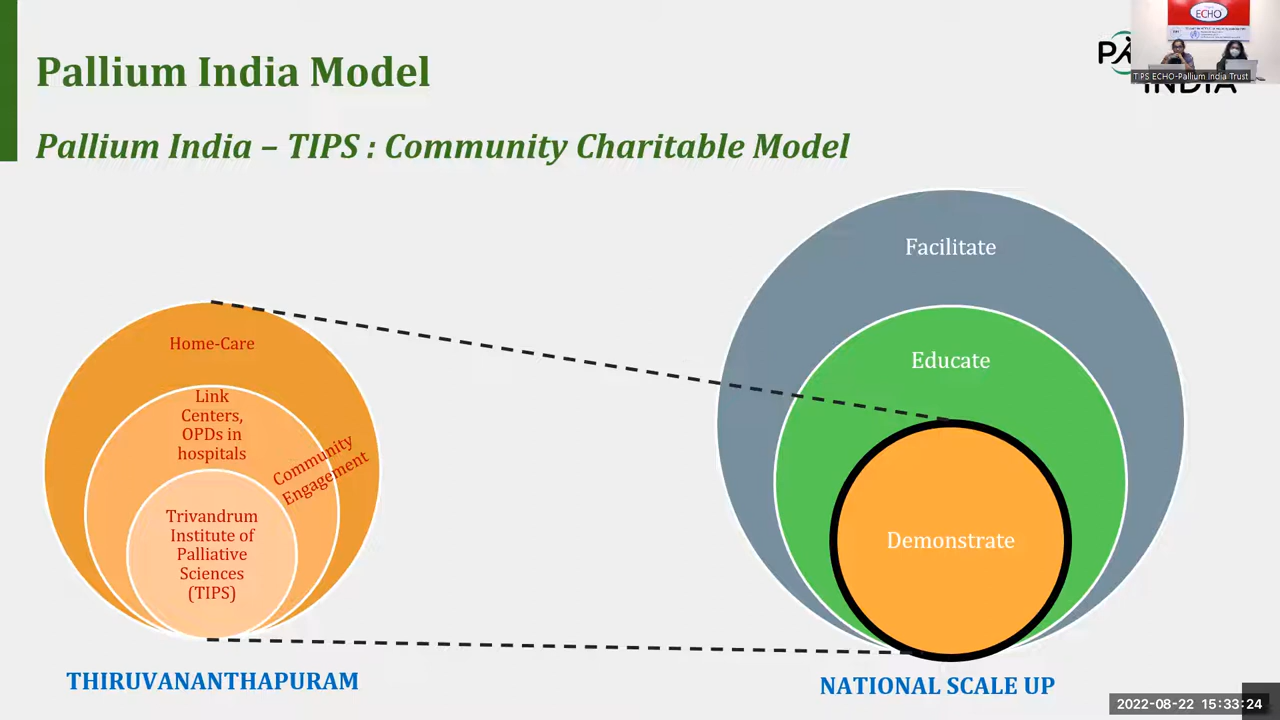 ECHO
TIPS ECHO-Pallium India Trust
INDIA
Pallium India Model
Pallium India – TIPS : Community Charitable Model
Home-Care
Link
Centers,
OPDs in
hospitals
Community
Engagement
Trivandrum
Institute of
Palliative
Sciences
(TIPS)
THIRUVANANTHAPURAM
Facilitate
Educate
Demonstrate
NATIONAL SCALE UP
2022-08-22 15:33:24